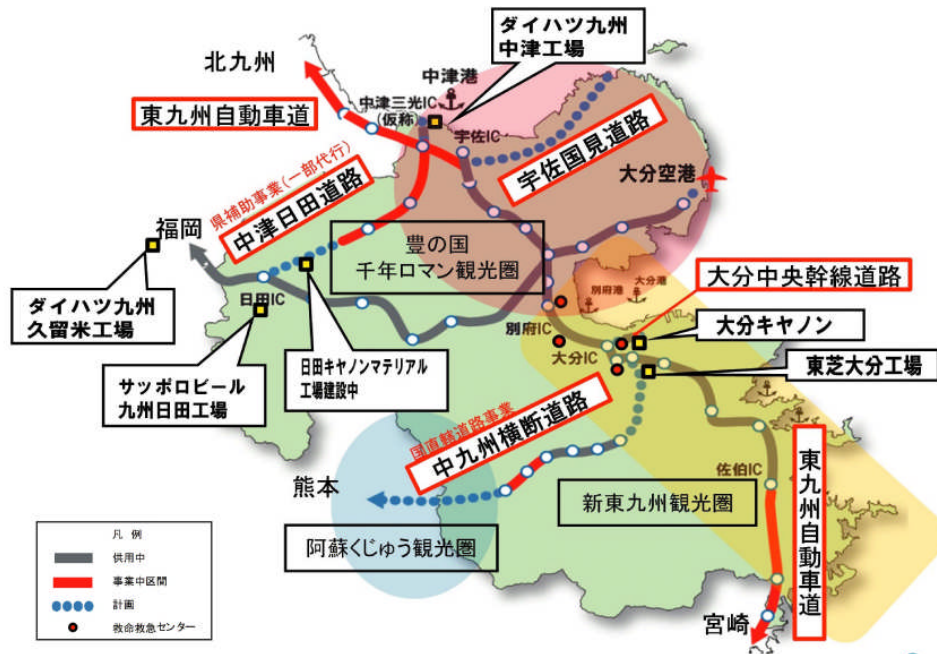 ダイハツ九州
中津工場
北九州
中津港
中津三光IC
(仮称)
東九州自動車道
宇佐IC
宇佐国見道路
大分空港
県補助事業(一部代行)
中津日田道路
福岡
豊の国
千年ロマン観光圏
ダイハツ九州
久留米工場
日田IC
別府港
大分港
大分中央幹線道路
別府IC
大分キヤノン
大分IC
東芝大分工場
サッポロビール
九州日田工場
日田キヤノンマテリアル
工場建設中
国直轄道路事業
中九州横断道路
佐伯IC
東九州自動車道
熊本
新東九州観光圏
阿蘇くじゅう観光圏
宮崎
凡 例
供用中
事業中区間
計画
救命救急センター